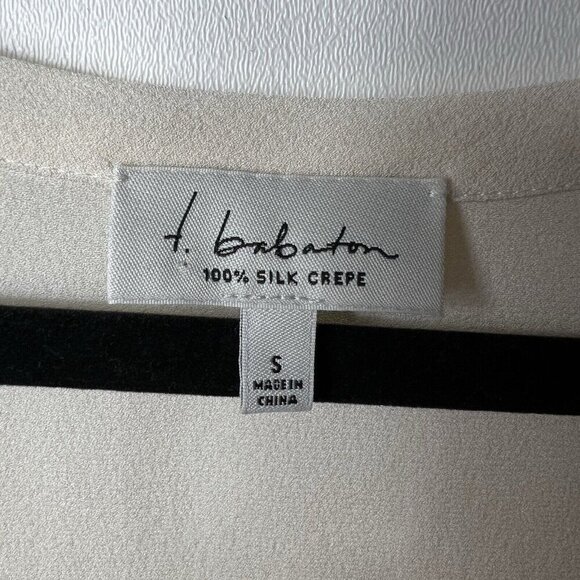 t. babaton
100% SILK CREPE
S
MADE IN
CHINA